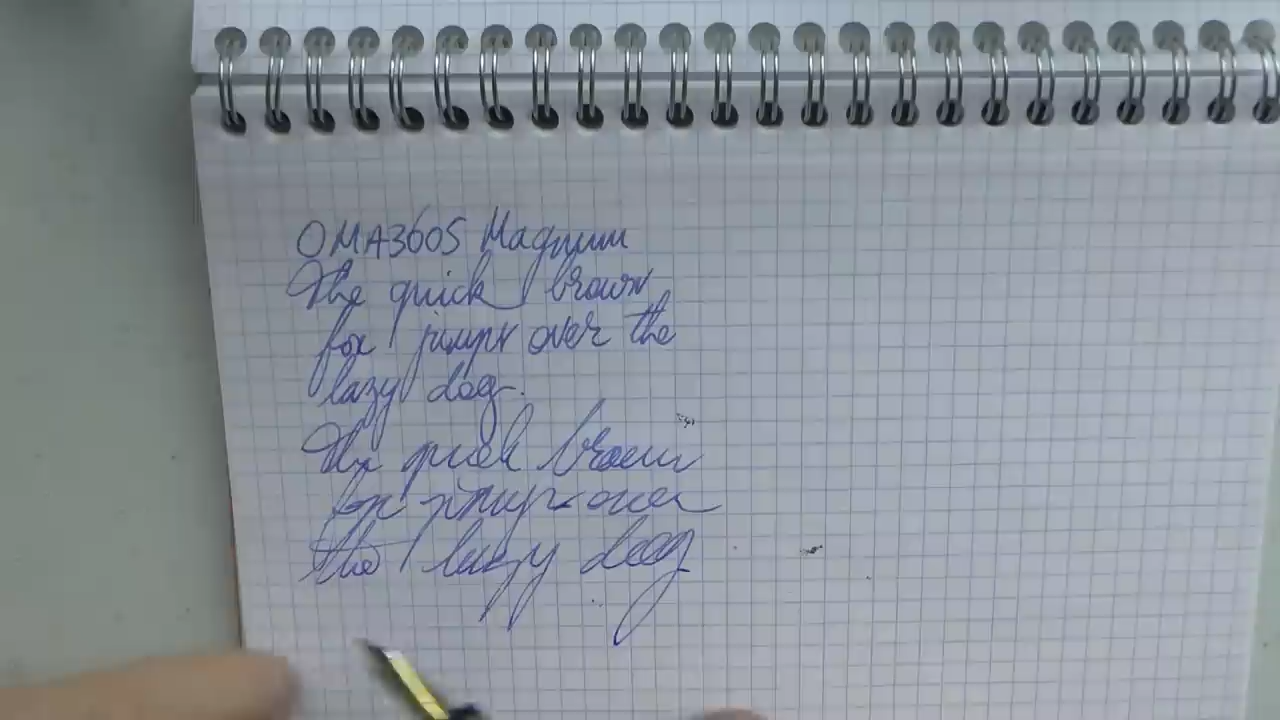 OMA360S Magnum
The quick brown
fox jumps over the
lazy dog.
The quick brown
fox jumps over
the lazy dog